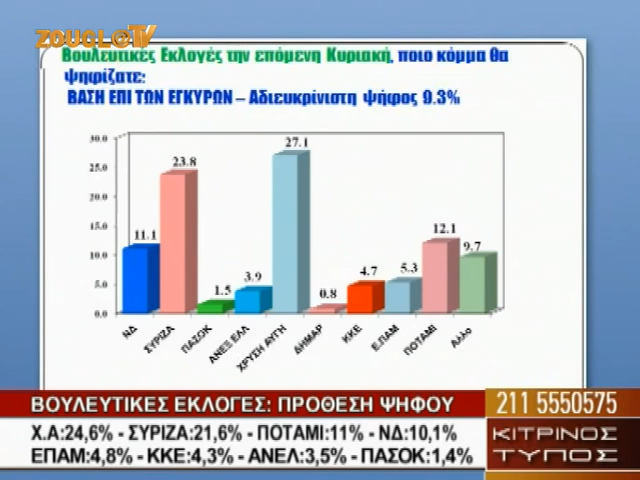 ZOUGL@TV
Βουλευτικές Εκλογές την επόμενη Κυριακή, ποιο κόμμα θα
ψηφίζατε:
ΒΑΣΗ ΕΠΙ ΤΩΝ ΕΓΚΥΡΩΝ – Αδιευκρίνιστη ψήφος 9.3%
30.0
25.0
20.0
15.0
10.0
5.0
0.0
11.1
23.8
1.5
3.9
27.1
0.8
4.7
5.3
12.1
9.7
ΝΔ
ΣΥΡΙΖΑ
ΠΑΣΟΚ
ΑΝΕΞ ΕΛΛ
ΧΡΥΣΗ ΑΥΓΗ
ΔΗΜΑΡ
ΚΚΕ
Ε.ΠΑΜ
ΠΟΤΑΜΙ
Αλλο
ΒΟΥΛΕΥΤΙΚΕΣ ΕΚΛΟΓΕΣ: ΠΡΟΘΕΣΗ ΨΗΦΟΥ
211 5550575
Χ.Α:24,6% - ΣΥΡΙΖΑ:21,6% - ΠΟΤΑΜΙ:11% - ΝΔ:10,1%
ΕΠΑΜ:4,8% - ΚΚΕ:4,3% - ΑΝΕΛ:3,5% - ΠΑΣΟΚ:1,4%
ΚΙΤΡΙΝΟΣ
ΤΥΠΟΣ